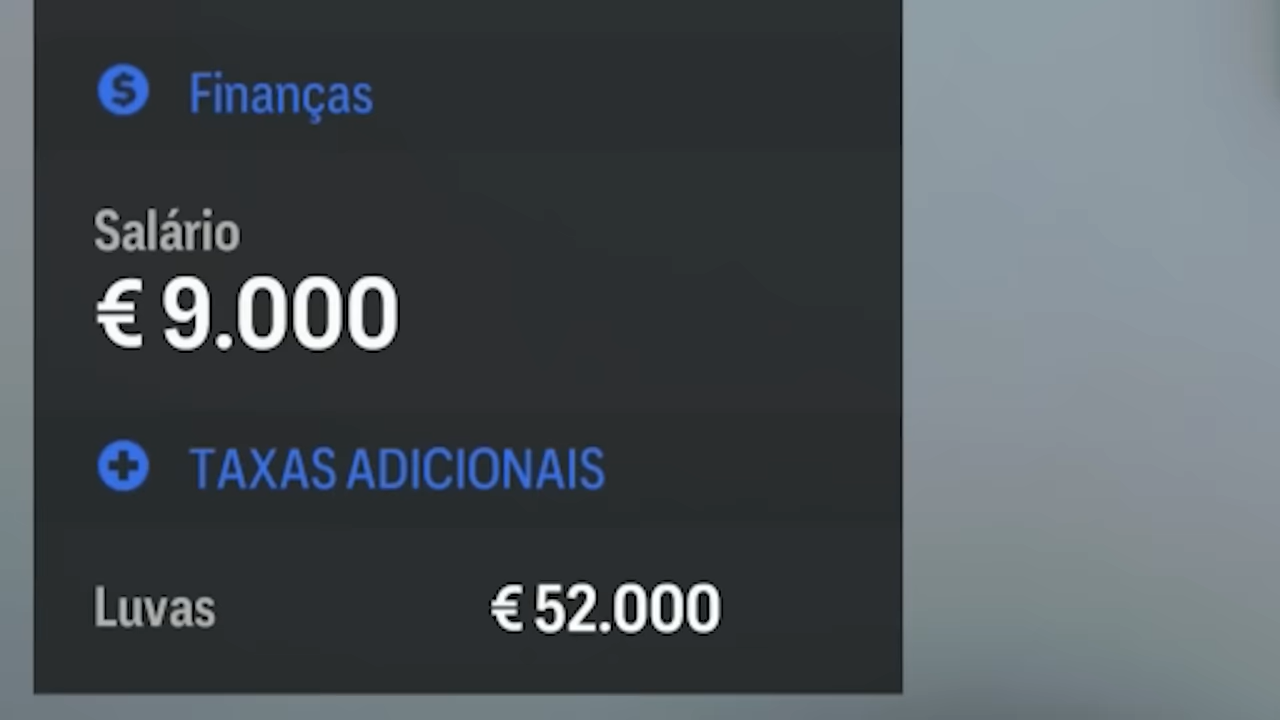 Finanças
Salário
€ 9.000
TAXAS ADICIONAIS
Luvas € 52.000